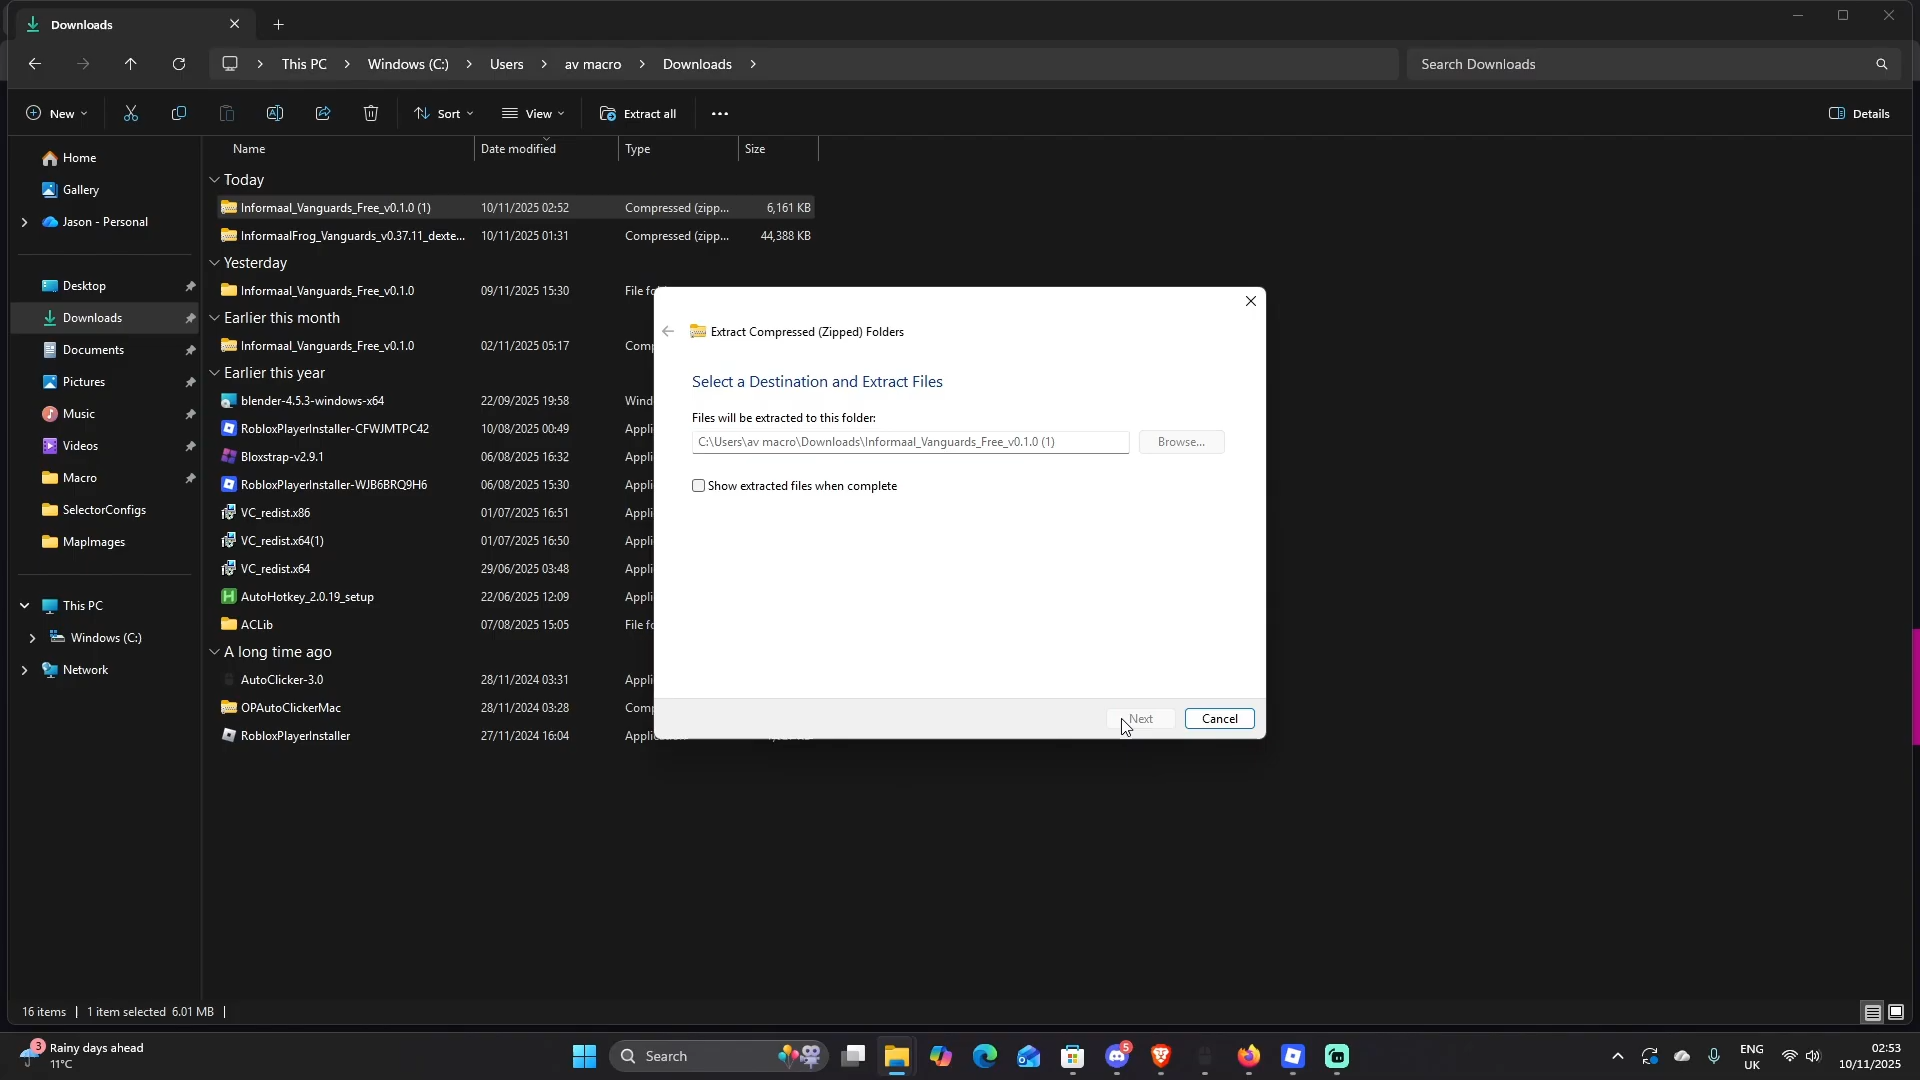 Downloads
This PC > Windows (C:) > Users > av macro > Downloads >
Search Downloads
New
Sort
View
Extract all
Details
Home
Gallery
Jason - Personal
Desktop
Downloads
Documents
Pictures
Music
Videos
Macro
SelectorConfigs
MapImages
This PC
Windows (C:)
Network
Name Date modified Type Size
Today
Informaal_Vanguards_Free_v0.1.0 (1) 10/11/2025 02:52 Compressed (zipp... 6,161 KB
InformaalFrog_Vanguards_v0.37.11_dexte... 10/11/2025 01:31 Compressed (zipp... 44,388 KB
Yesterday
Informaal_Vanguards_Free_v0.1.0 09/11/2025 15:30 File fo
Earlier this month
Informaal_Vanguards_Free_v0.1.0 02/11/2025 05:17 Comp
Earlier this year
blender-4.5.3-windows-x64 22/09/2025 19:58 Wind
RobloxPlayerInstaller-CFWJMTPC42 10/08/2025 00:49 Appli
Bloxstrap-v2.9.1 06/08/2025 16:32 Appli
RobloxPlayerInstaller-WJB6BRQ9H6 06/08/2025 15:30 Appli
VC_redist.x86 01/07/2025 16:51 Appli
VC_redist.x64(1) 01/07/2025 16:50 Appli
VC_redist.x64 29/06/2025 03:48 Appli
AutoHotkey_2.0.19_setup 22/06/2025 12:09 Appli
ACLib 07/08/2025 15:05 File fo
A long time ago
AutoClicker-3.0 28/11/2024 03:31 Appli
OPAutoClickerMac 28/11/2024 03:28 Comp
RobloxPlayerInstaller 27/11/2024 16:04
Extract Compressed (Zipped) Folders
Select a Destination and Extract Files
Files will be extracted to this folder:
C:\Users\av macro\Downloads\Informaal_Vanguards_Free_v0.1.0 (1)
Browse...
Show extracted files when complete
Next
Cancel
16 items | 1 item selected 6.01 MB |
3
Rainy days ahead
11°C
Search
5
ENG
UK
02:53
10/11/2025